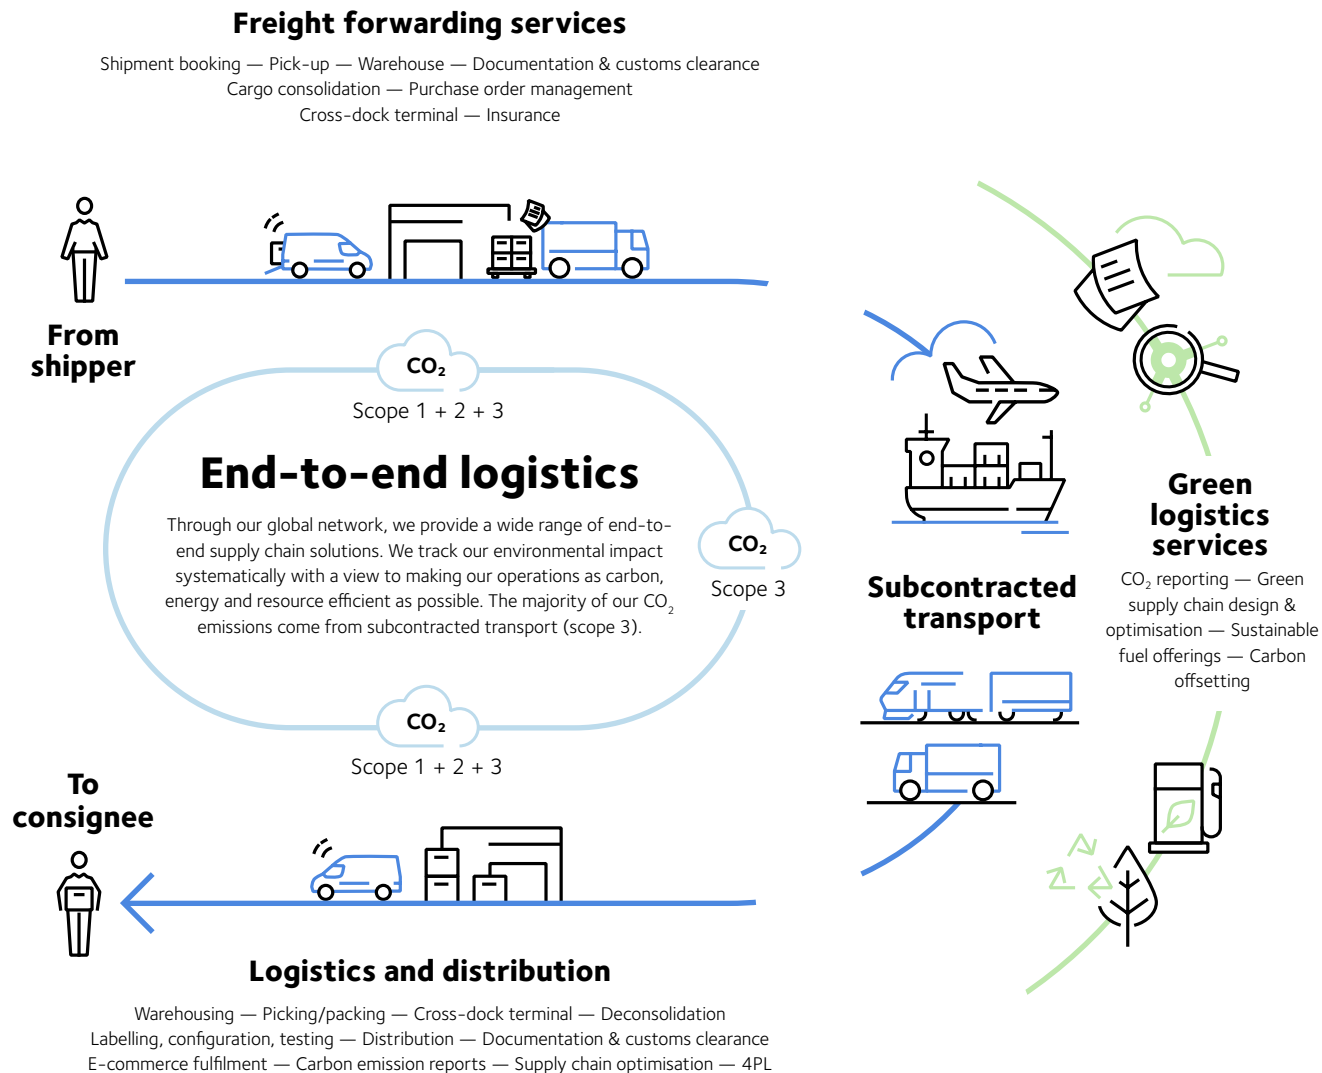 Freight forwarding services
Shipment booking — Pick-up — Warehouse — Documentation & customs clearance
Cargo consolidation — Purchase order management
Cross-dock terminal — Insurance
From
shipper
CO₂
Scope 1 + 2 + 3
End-to-end logistics
Through our global network, we provide a wide range of end-to-
end supply chain solutions. We track our environmental impact
systematically with a view to making our operations as carbon,
energy and resource efficient as possible. The majority of our CO₂
emissions come from subcontracted transport (scope 3).
CO₂
Scope 3
CO₂
Scope 1 + 2 + 3
Subcontracted
transport
Green
logistics
services
CO₂ reporting — Green
supply chain design &
optimisation — Sustainable
fuel offerings — Carbon
offsetting
To
consignee
Logistics and distribution
Warehousing — Picking/packing — Cross-dock terminal — Deconsolidation
Labelling, configuration, testing — Distribution — Documentation & customs clearance
E-commerce fulfilment — Carbon emission reports — Supply chain optimisation — 4PL